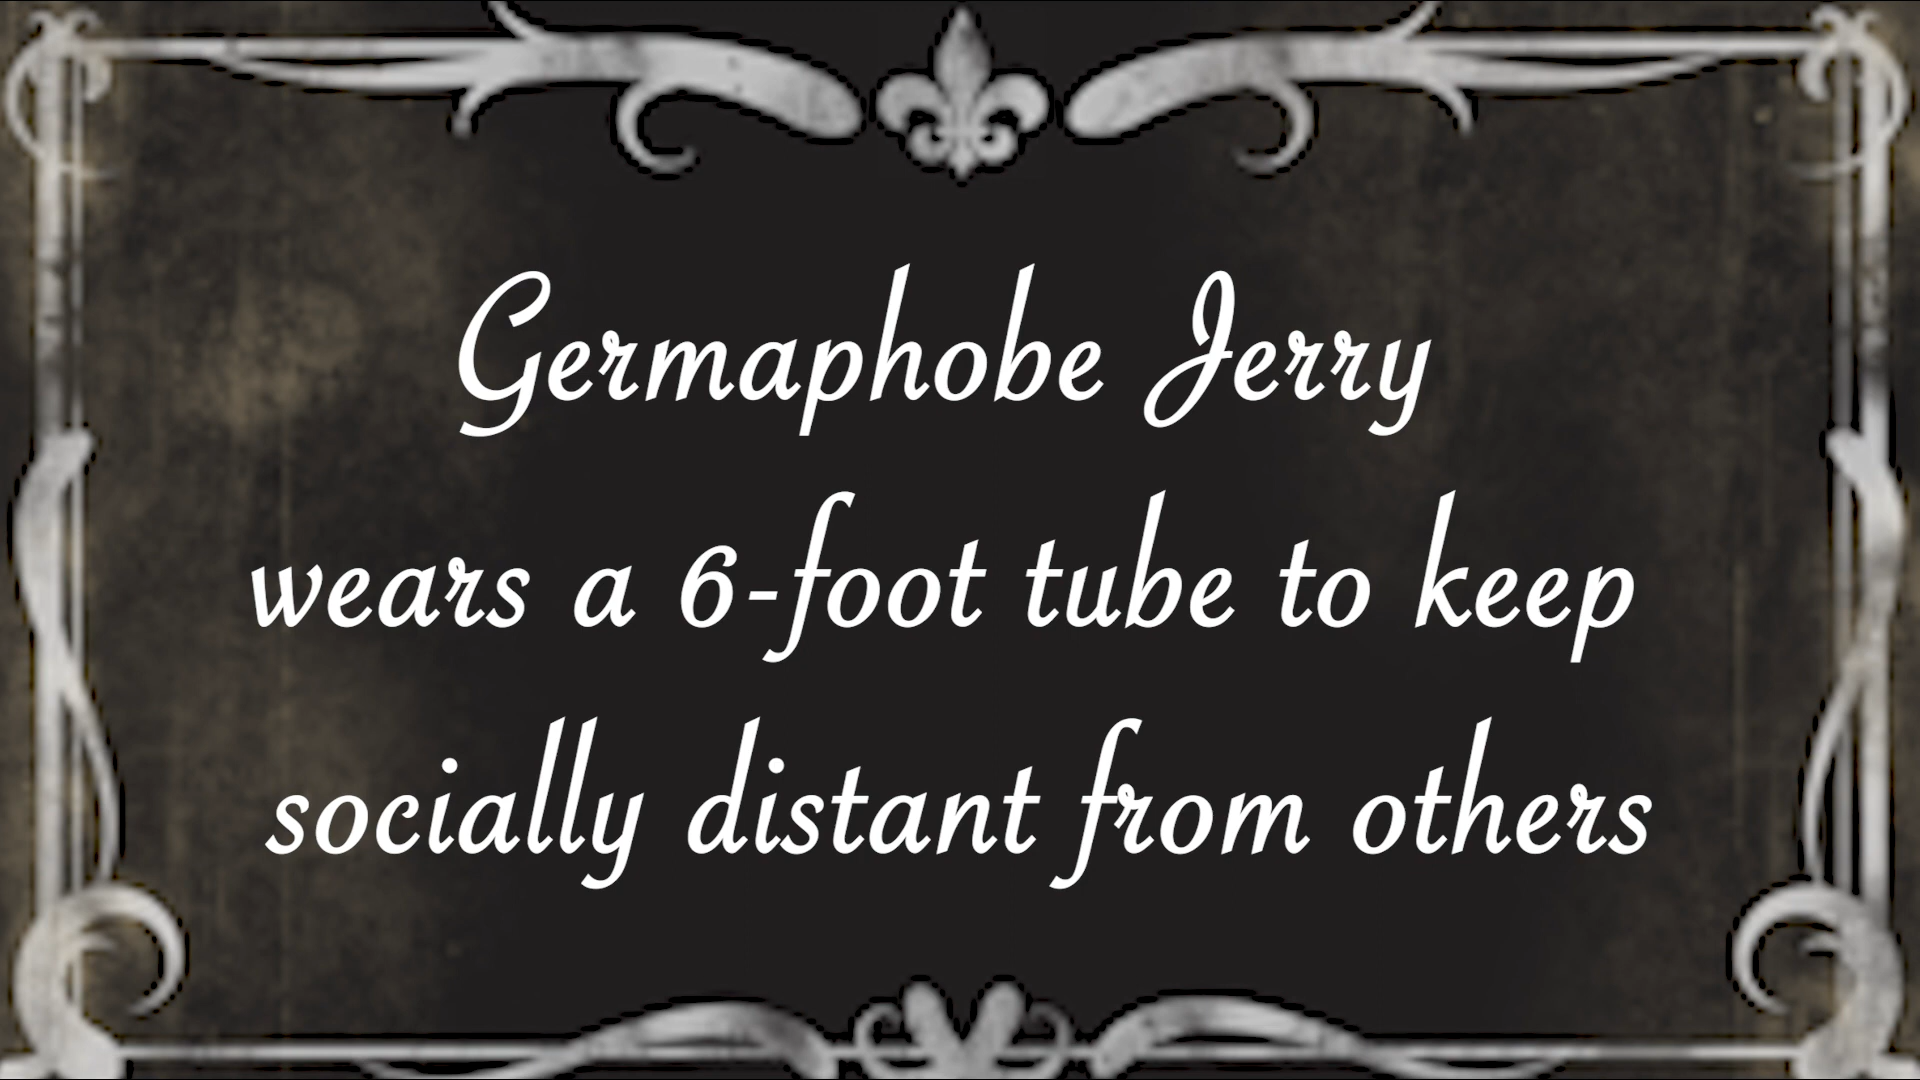 Germaphobe Jerry
wears a 6-foot tube to keep
socially distant from others